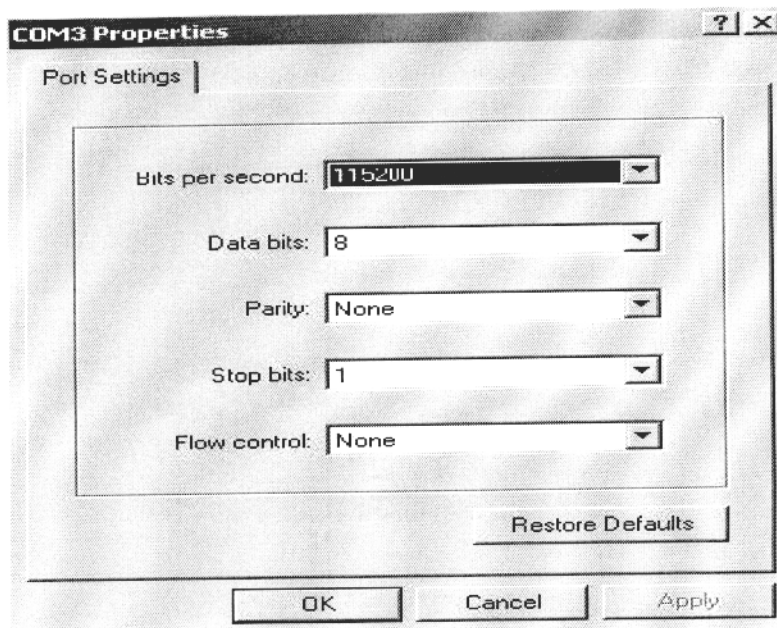 COM3 Properties
Port Settings
Bits per second: 115200
Data bits: 8
Parity: None
Stop bits: 1
Flow control: None
Restore Defaults
OK Cancel Apply